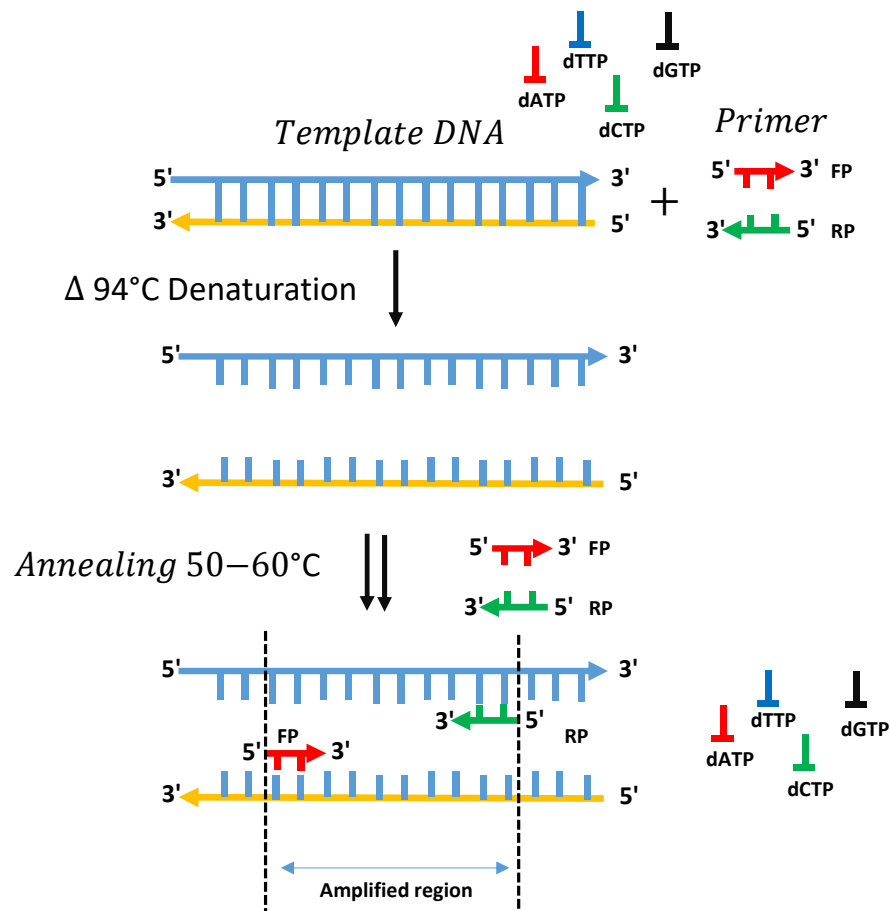 dTTP
dGTP
dATP
dCTP
Template DNA
Primer
5' 3' FP
5' 3'
+
3' 5'
3' 5' RP
Δ 94°C Denaturation
5' 3'
3' 5'
5' 3' FP
Annealing 50–60°C
3' 5' RP
5' 3'
dTTP
dGTP
3' 5' RP
FP
5' 3'
dATP
dCTP
3' 5'
Amplified region